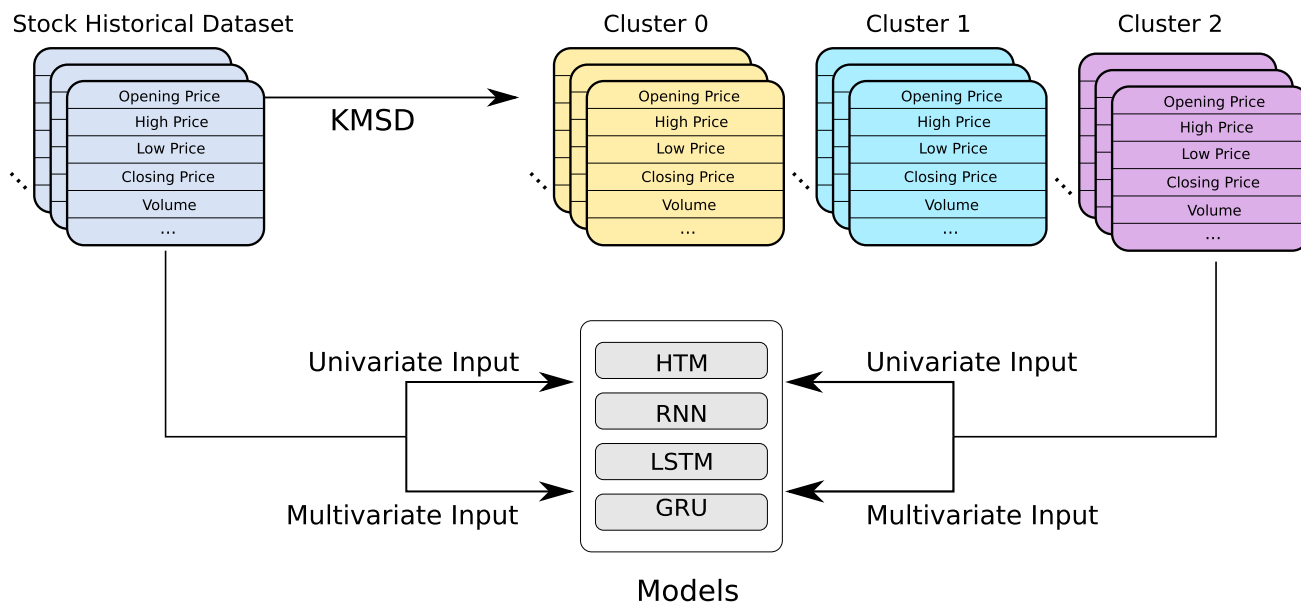 Stock Historical Dataset
Cluster 0
Cluster 1
Cluster 2
Opening Price
High Price
Low Price
Closing Price
Volume
...
KMSD
Opening Price
High Price
Low Price
Closing Price
Volume
...
Opening Price
High Price
Low Price
Closing Price
Volume
...
Opening Price
High Price
Low Price
Closing Price
Volume
...
Univariate Input
Multivariate Input
HTM
RNN
LSTM
GRU
Models
Univariate Input
Multivariate Input